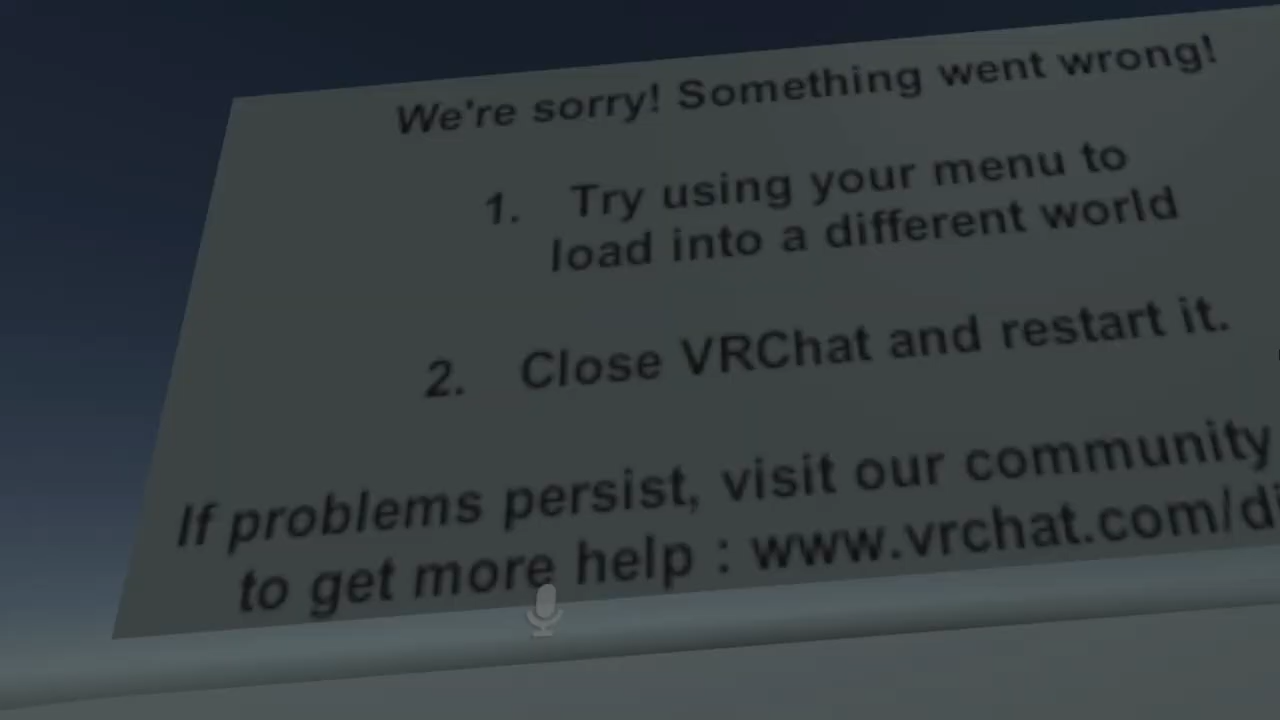 We're sorry! Something went wrong!
1. Try using your menu to
load into a different world
2. Close VRChat and restart it.
If problems persist, visit our community
to get more help : www.vrchat.com/di